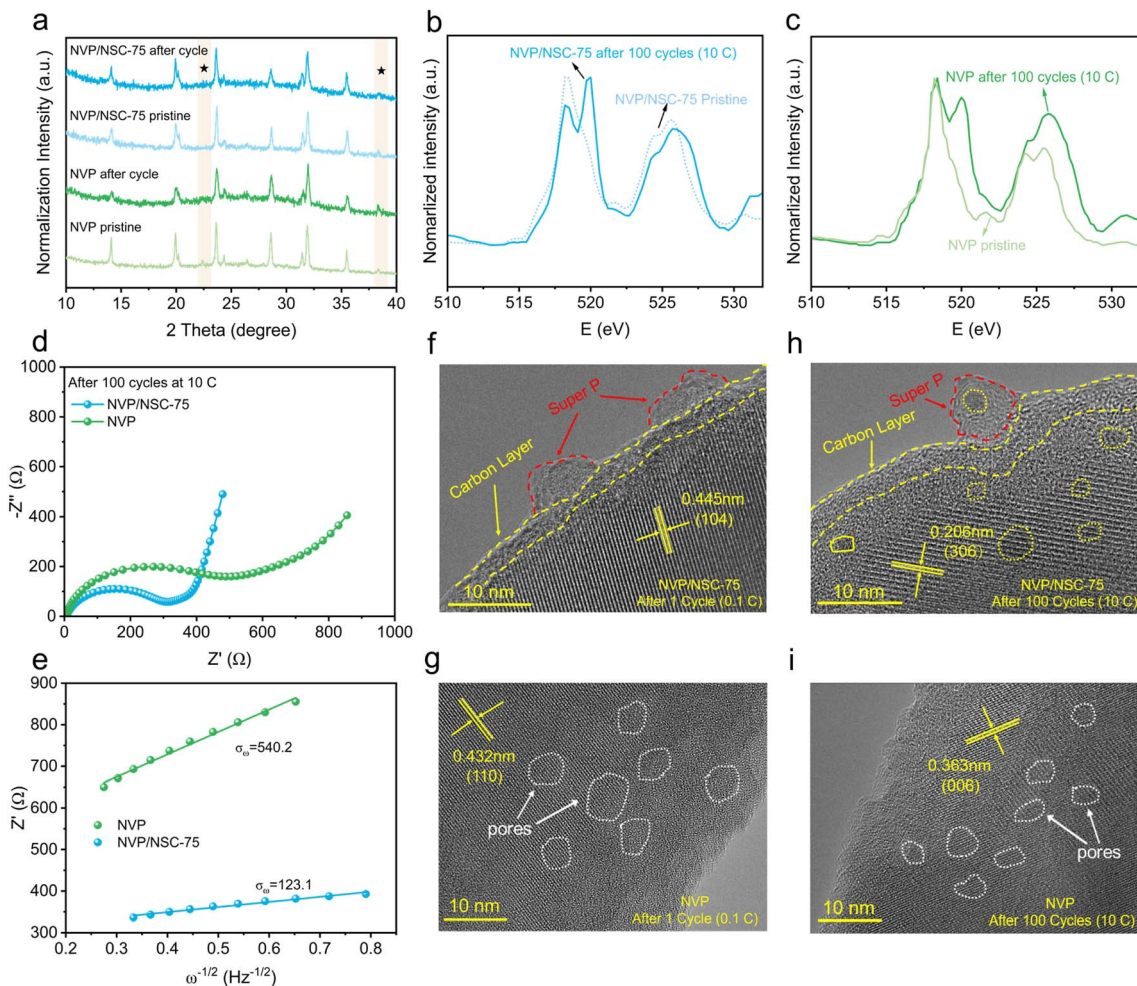 a
NVP/NSC-75 after cycle
★
★
NVP/NSC-75 pristine
NVP after cycle
NVP pristine
Normalization Intensity (a.u.)
10 15 20 25 30 35 40
2 Theta (degree)
b
NVP/NSC-75 after 100 cycles (10 C)
NVP/NSC-75 Pristine
Nomarlized intensity (a.u.)
510 520 530
E (eV)
c
NVP after 100 cycles (10 C)
NVP pristine
Nomarlized intensity (a.u.)
510 520 530
E (eV)
d
After 100 cycles at 10 C
NVP/NSC-75
NVP
-Z'' (Ω)
1000
800
600
400
200
0
0 200 400 600 800 1000
Z' (Ω)
e
σω=540.2
NVP
NVP/NSC-75
σω=123.1
Z' (Ω)
900
800
700
600
500
400
300
0.2 0.3 0.4 0.5 0.6 0.7 0.8
ω-1/2 (Hz-1/2)
f
Super P
Carbon Layer
0.445nm
(104)
10 nm
NVP/NSC-75
After 1 Cycle (0.1 C)
h
Super P
Carbon Layer
0.206nm
(306)
10 nm
NVP/NSC-75
After 100 Cycles (10 C)
g
0.432nm
(110)
pores
10 nm
NVP
After 1 Cycle (0.1 C)
i
0.363nm
(006)
pores
10 nm
NVP
After 100 Cycles (10 C)